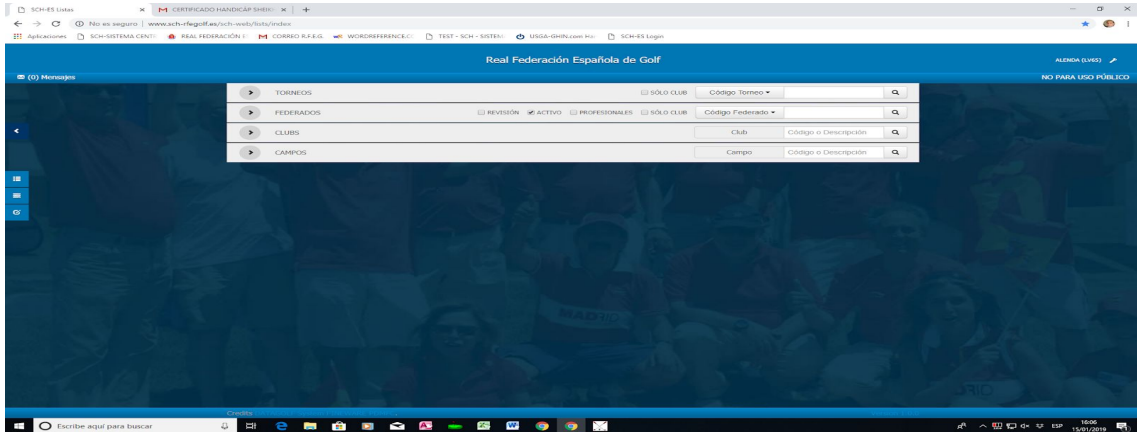 SCH-ES Listas
CERTIFICADO HANDICAP SHER
No es seguro | www.sch-rfegolf.es/sch-web/lists/index
Aplicaciones SCH-SISTEMA CENT REAL FEDERACIÓN E CORREO R.F.E.G. WORDREFERENCE.C TEST - SCH - SISTEM USGA-GHIN.com Ha SCH-ES Login
Real Federación Española de Golf ALENDA (LV65)
(0) Mensajes NO PARA USO PÚBLICO
TORNEOS SÓLO CLUB Código Torneo
FEDERADOS REVISIÓN ACTIVO PROFESIONALES SÓLO CLUB Código Federado
CLUBS Club Código o Descripción
CAMPOS Campo Código o Descripción
MADRID
Credits
Escribe aquí para buscar ESP 16:06
15/01/2019